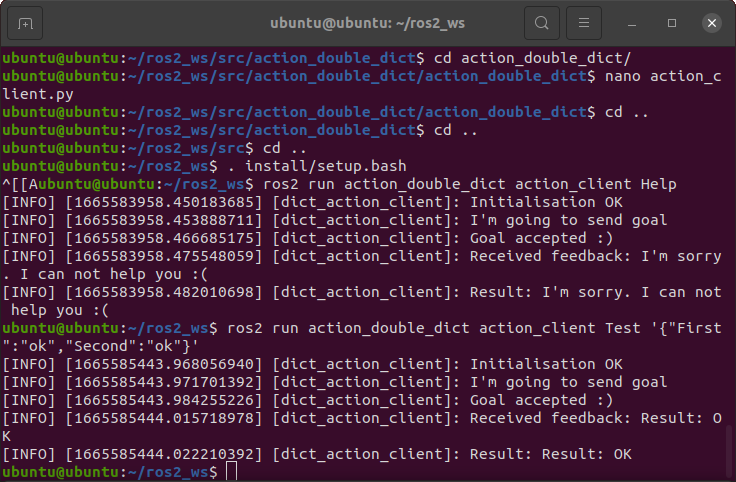 ubuntu@ubuntu: ~/ros2_ws
ubuntu@ubuntu:~/ros2_ws/src/action_double_dict$ cd action_double_dict/
ubuntu@ubuntu:~/ros2_ws/src/action_double_dict/action_double_dict$ nano action_c
lient.py
ubuntu@ubuntu:~/ros2_ws/src/action_double_dict/action_double_dict$ cd ..
ubuntu@ubuntu:~/ros2_ws/src/action_double_dict$ cd ..
ubuntu@ubuntu:~/ros2_ws/src$ cd ..
ubuntu@ubuntu:~/ros2_ws$ . install/setup.bash
^[[Aubuntu@ubuntu:~/ros2_ws$ ros2 run action_double_dict action_client Help
[INFO] [1665583958.450183685] [dict_action_client]: Initialisation OK
[INFO] [1665583958.453888711] [dict_action_client]: I'm going to send goal
[INFO] [1665583958.466685175] [dict_action_client]: Goal accepted :)
[INFO] [1665583958.475548059] [dict_action_client]: Received feedback: I'm sorry
. I can not help you :(
[INFO] [1665583958.482010698] [dict_action_client]: Result: I'm sorry. I can not
 help you :(
ubuntu@ubuntu:~/ros2_ws$ ros2 run action_double_dict action_client Test '{"First
":"ok","Second":"ok"}'
[INFO] [1665585443.968056940] [dict_action_client]: Initialisation OK
[INFO] [1665585443.971701392] [dict_action_client]: I'm going to send goal
[INFO] [1665585443.984255226] [dict_action_client]: Goal accepted :)
[INFO] [1665585444.015718978] [dict_action_client]: Received feedback: Result: O
K
[INFO] [1665585444.022210392] [dict_action_client]: Result: Result: OK
ubuntu@ubuntu:~/ros2_ws$